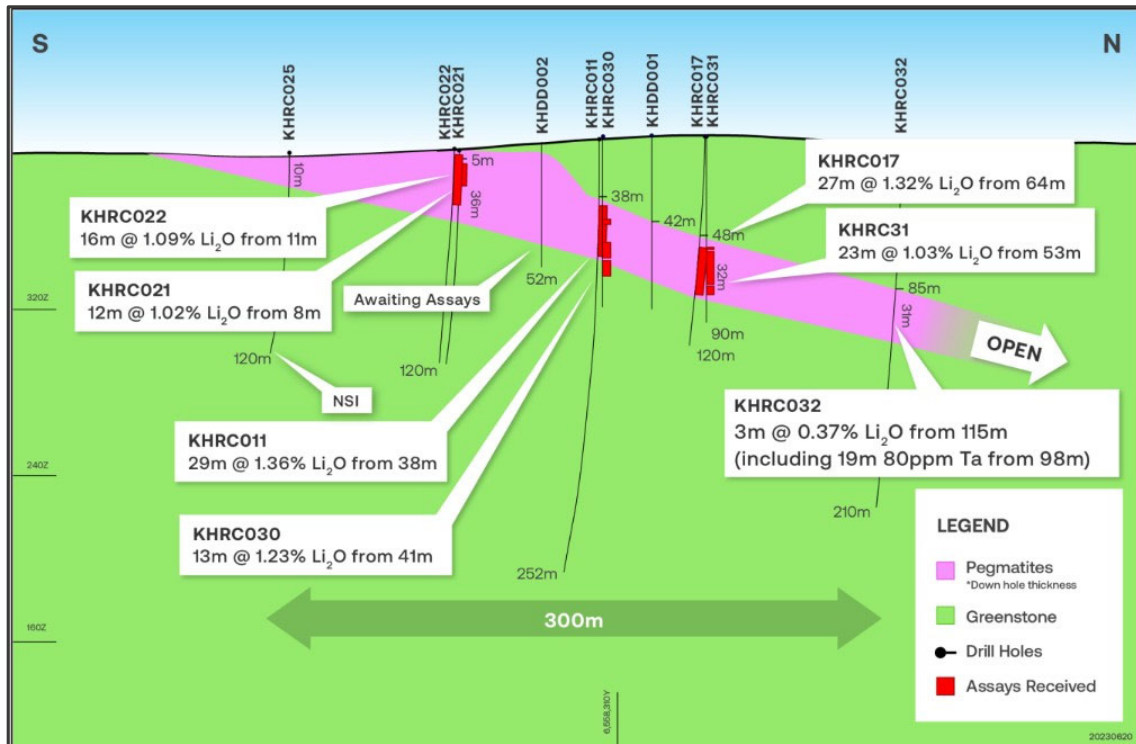 S
N
KHRC025
KHRC022
KHRC021
KHDD002
KHRC011
KHRC030
KHDD001
KHRC017
KHRC031
KHRC032
10m
5m
36m
38m
42m
48m
32m
52m
85m
31m
90m
120m
120m
120m
210m
252m
KHRC017
27m @ 1.32% Li₂O from 64m
KHRC31
23m @ 1.03% Li₂O from 53m
KHRC022
16m @ 1.09% Li₂O from 11m
KHRC021
12m @ 1.02% Li₂O from 8m
Awaiting Assays
NSI
OPEN
KHRC011
29m @ 1.36% Li₂O from 38m
KHRC030
13m @ 1.23% Li₂O from 41m
KHRC032
3m @ 0.37% Li₂O from 115m
(including 19m 80ppm Ta from 98m)
320Z
240Z
160Z
300m
6,558,310Y
LEGEND
Pegmatites
*Down hole thickness
Greenstone
Drill Holes
Assays Received
20230620